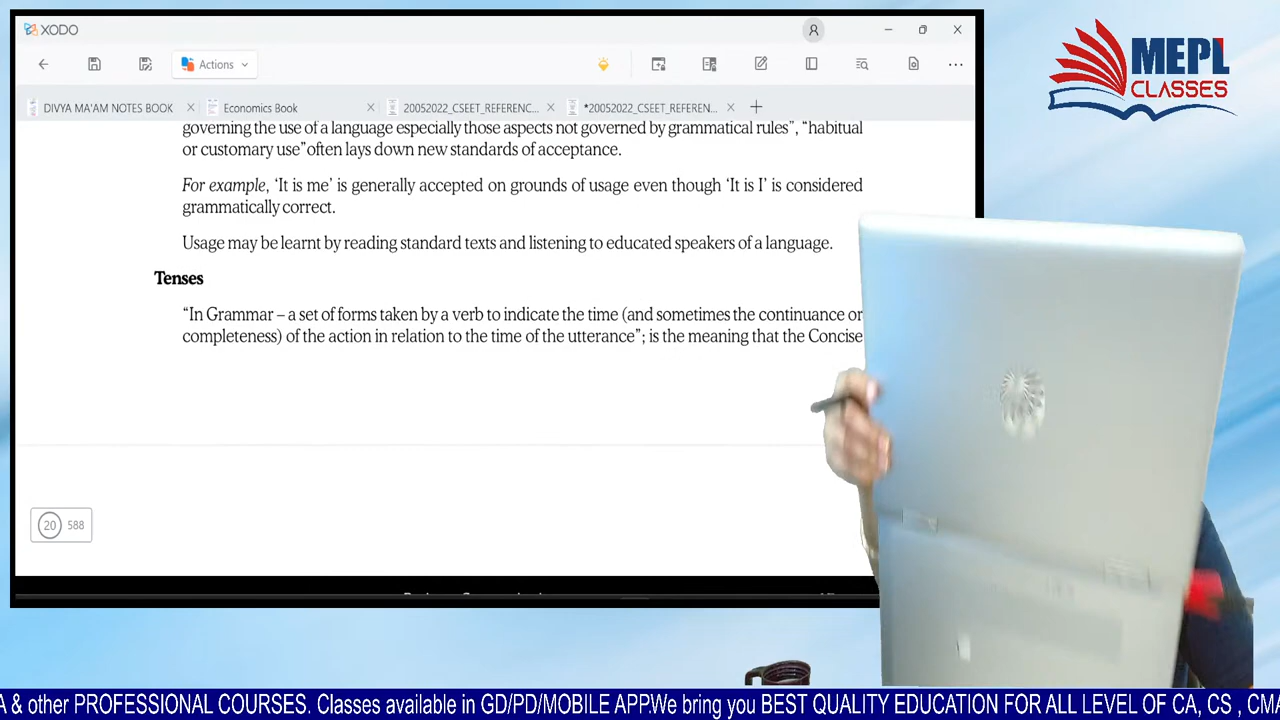 XODO
Actions
DIVYA MA'AM NOTES BOOK
Economics Book
20052022_CSEET_REFERENC...
*20052022_CSEET_REFEREN...
governing the use of a language especially those aspects not governed by grammatical rules”, “habitual
or customary use”often lays down new standards of acceptance.
For example, ‘It is me’ is generally accepted on grounds of usage even though ‘It is I’ is considered
grammatically correct.
Usage may be learnt by reading standard texts and listening to educated speakers of a language.
Tenses
“In Grammar – a set of forms taken by a verb to indicate the time (and sometimes the continuance or
completeness) of the action in relation to the time of the utterance”; is the meaning that the Concise
20 588
MEPL
CLASSES
A & other PROFESSIONAL COURSES. Classes available in GD/PD/MOBILE APP.We bring you BEST QUALITY EDUCATION FOR ALL LEVEL OF CA, CS , CMA